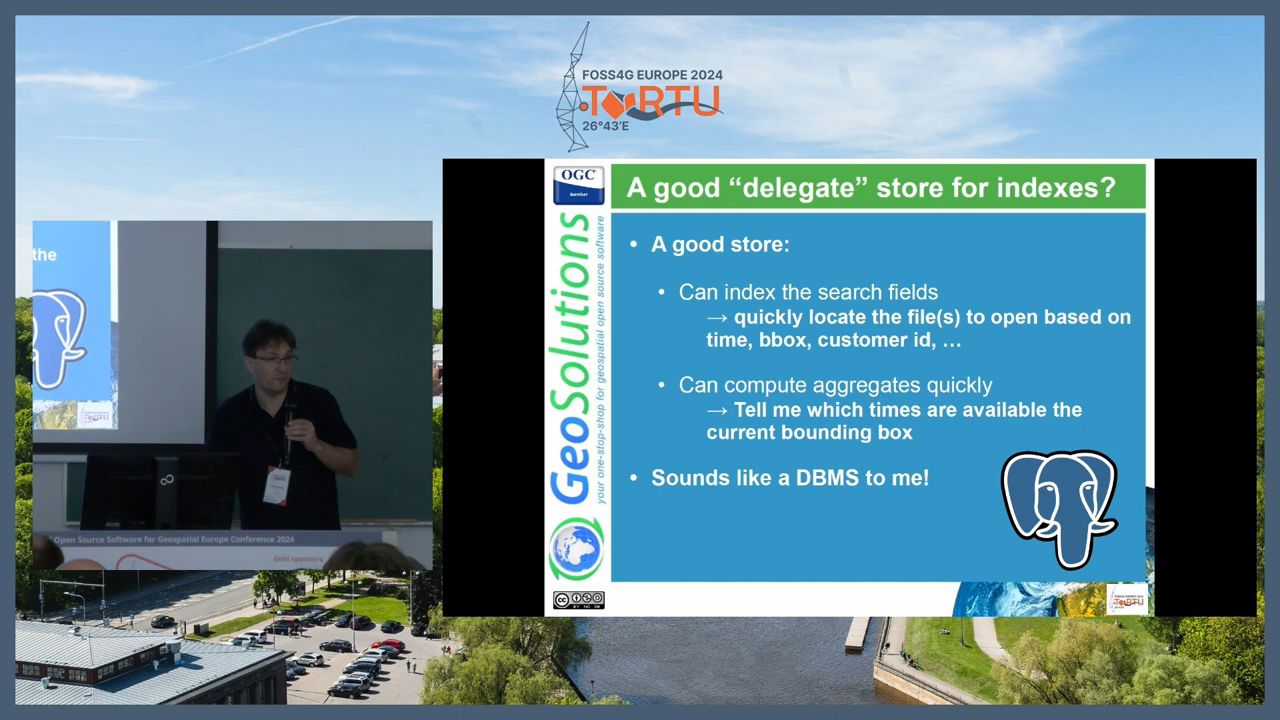 FOSS4G EUROPE 2024
TARTU
26°43'E
OGC
Member
GeoSolutions
your one-stop-shop for geospatial open source software
A good “delegate” store for indexes?
• A good store:
• Can index the search fields
→ quickly locate the file(s) to open based on
time, bbox, customer id, …
• Can compute aggregates quickly
→ Tell me which times are available the
current bounding box
• Sounds like a DBMS to me!
the
Open Source Software for Geospatial Europe Conference 2024
Gold sponsors